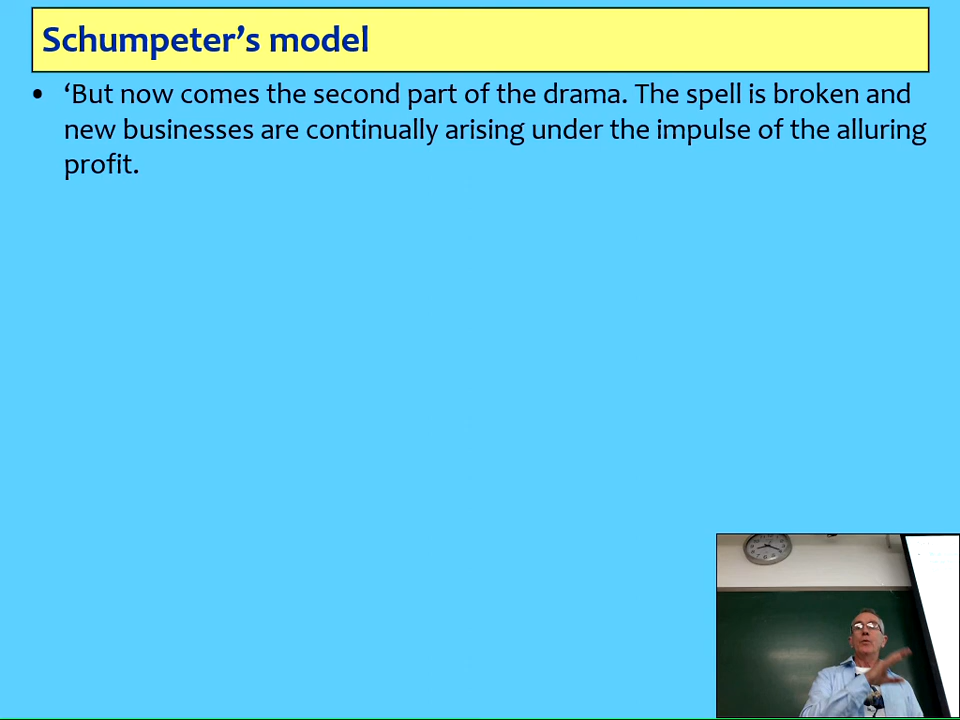 Schumpeter’s model
• ‘But now comes the second part of the drama. The spell is broken and
new businesses are continually arising under the impulse of the alluring
profit.